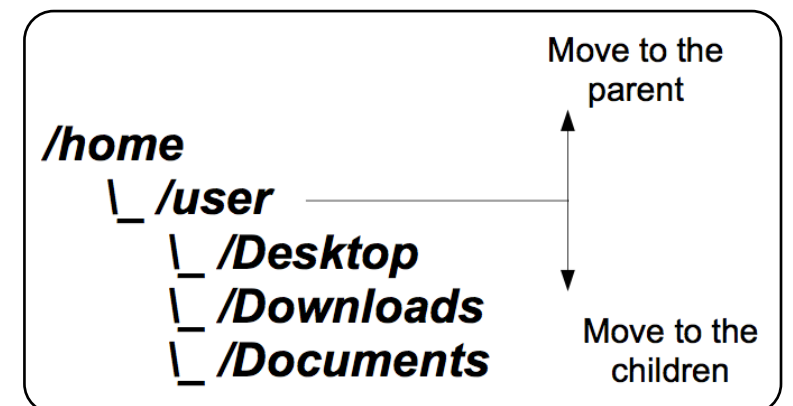 Move to the
parent
/home
\_ /user
\_ /Desktop
\_ /Downloads
\_ /Documents
Move to the
children